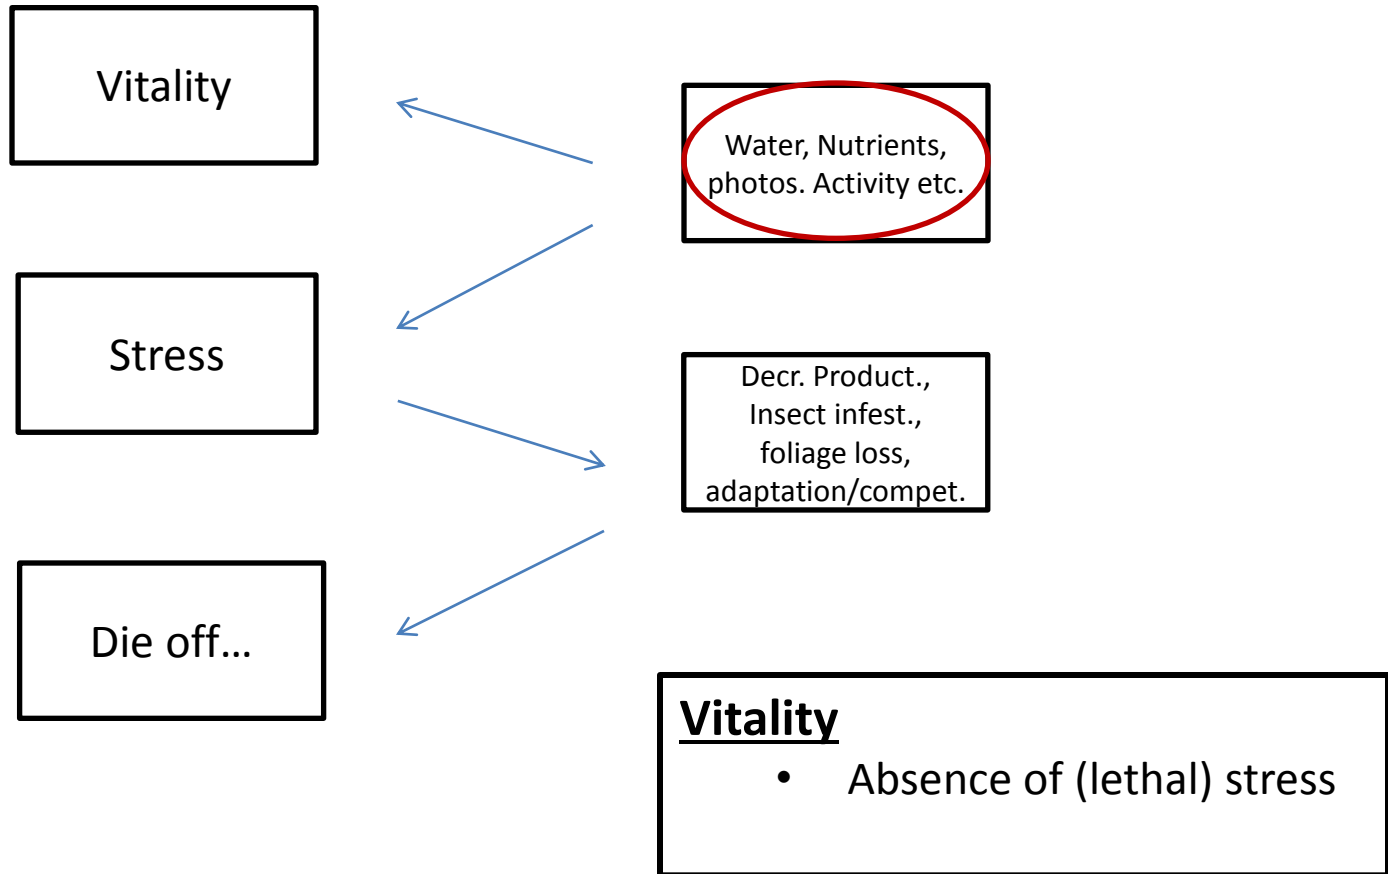 Vitality
Water, Nutrients,
photos. Activity etc.
Stress
Decr. Product.,
Insect infest.,
foliage loss,
adaptation/compet.
Die off...
Vitality
• Absence of (lethal) stress